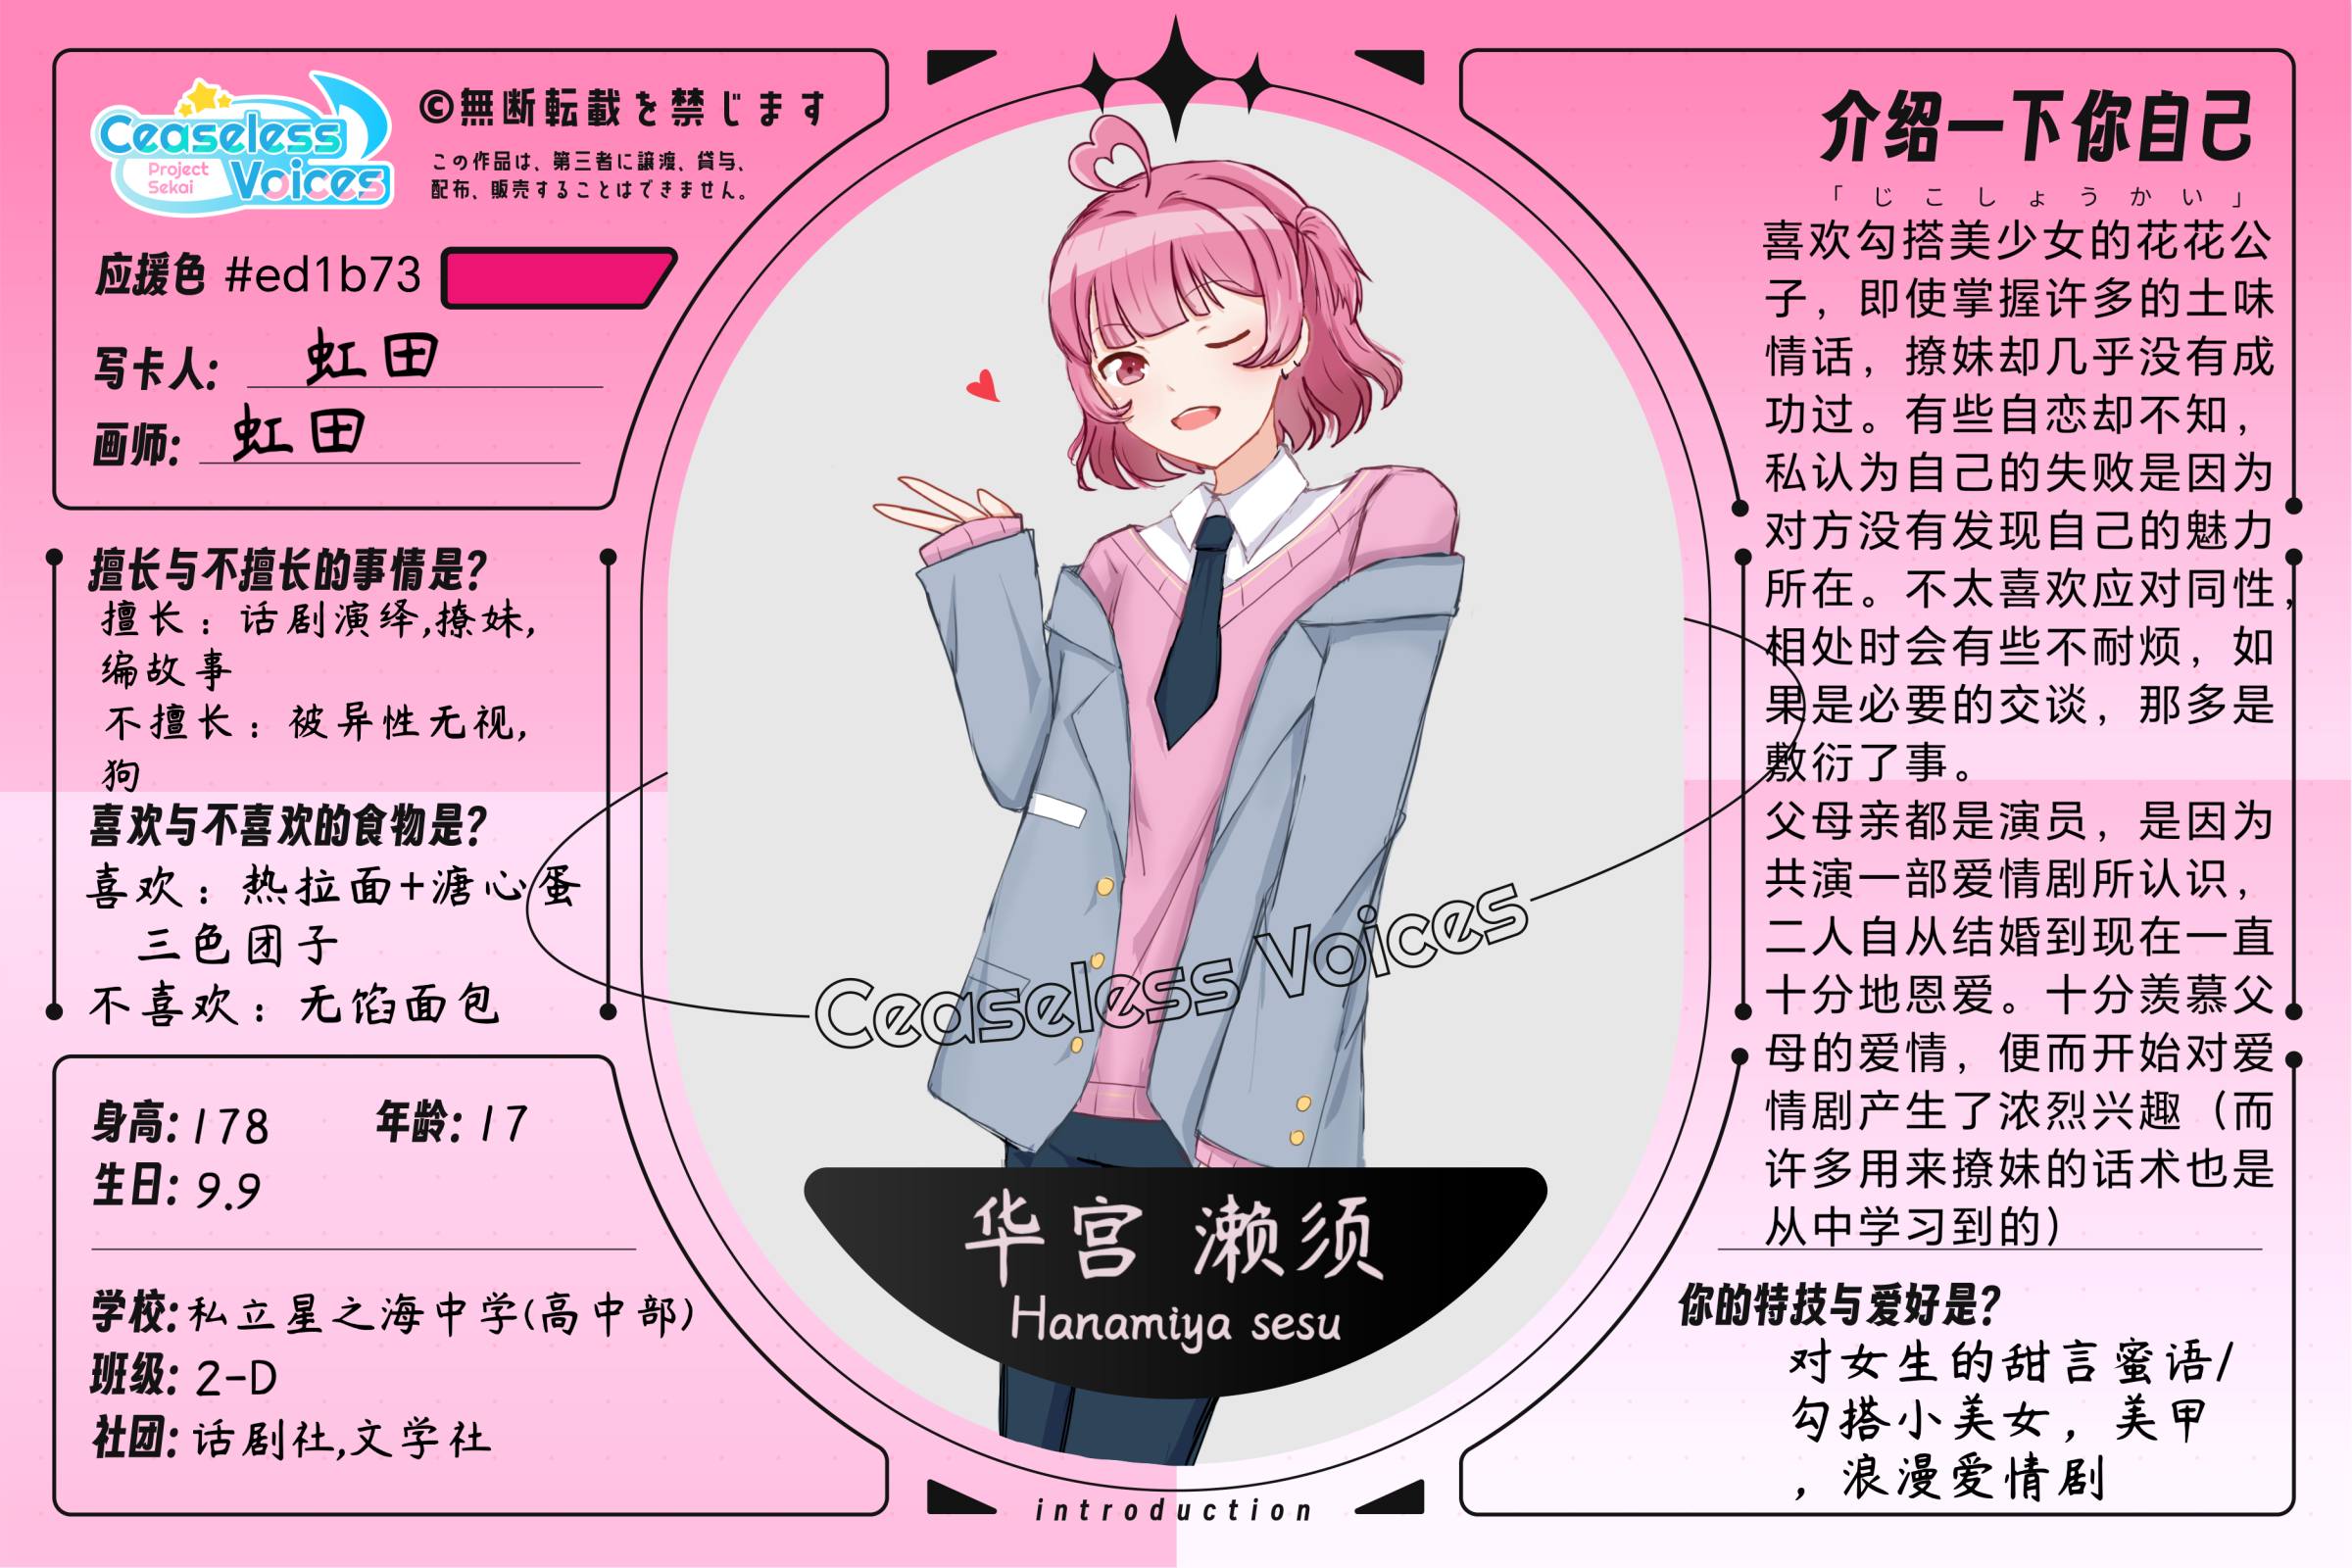 Ceaseless
Project
Sekai
Voices
©無断転載を禁じます
この作品は、第三者に譲渡、貸与、
配布、販売することはできません。
应援色 #ed1b73
写卡人: 虹田
画师: 虹田
擅长与不擅长的事情是?
擅长：话剧演绎,撩妹,
编故事
不擅长：被异性无视,
狗
喜欢与不喜欢的食物是?
喜欢：热拉面+溏心蛋
三色团子
不喜欢：无馅面包
身高: 178 年龄: 17
生日: 9.9
学校: 私立星之海中学(高中部)
班级: 2-D
社团: 话剧社,文学社
Ceaseless Voices
华宫 濑须
Hanamiya sesu
introduction
介绍一下你自己
「じこしょうかい」
喜欢勾搭美少女的花花公
子，即使掌握许多的土味
情话，撩妹却几乎没有成
功过。有些自恋却不知，
私认为自己的失败是因为
对方没有发现自己的魅力
所在。不太喜欢应对同性，
相处时会有些不耐烦，如
果是必要的交谈，那多是
敷衍了事。
父母亲都是演员，是因为
共演一部爱情剧所认识，
二人自从结婚到现在一直
十分地恩爱。十分羡慕父
母的爱情，便而开始对爱
情剧产生了浓烈兴趣（而
许多用来撩妹的话术也是
从中学习到的）
你的特技与爱好是?
对女生的甜言蜜语/
勾搭小美女，美甲
，浪漫爱情剧